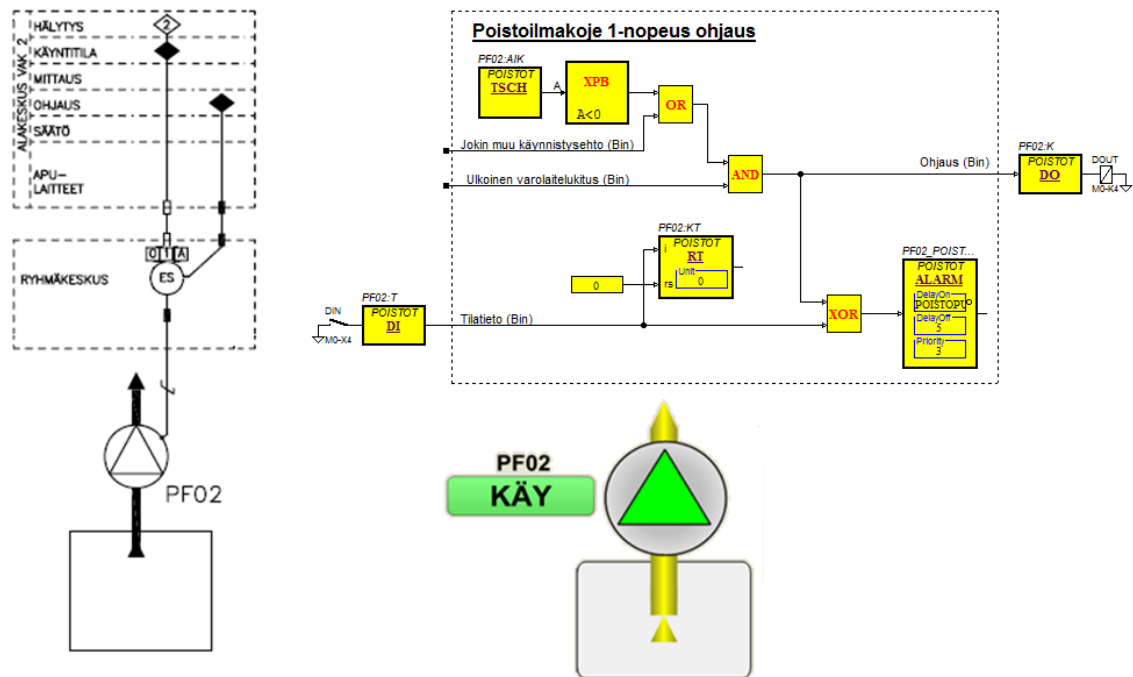 ALAKESKUS VAK 2
HÄLYTYS
2
KÄYNTITILA
MITTAUS
OHJAUS
SÄÄTÖ
APU-
LAITTEET
RYHMÄKESKUS
0 1 A
ES
PF02
Poistoilmakoje 1-nopeus ohjaus
PF02:AIK
POISTOT
TSCH
A
XPB
A<0
OR
Jokin muu käynnistysehto (Bin)
Ulkoinen varolaitelukitus (Bin)
AND
Ohjaus (Bin)
PF02:K
POISTOT
DO
DOUT
M0-K4
PF02:KT
POISTOT
i
RT
Unit
0
rs
0
PF02:T
DIN
POISTOT
DI
M0-X4
Tilatieto (Bin)
XOR
PF02_POIST...
POISTOT
ALARM
DelayOn
POISTOPU
DelayOff
5
Priority
3
PF02
KÄY